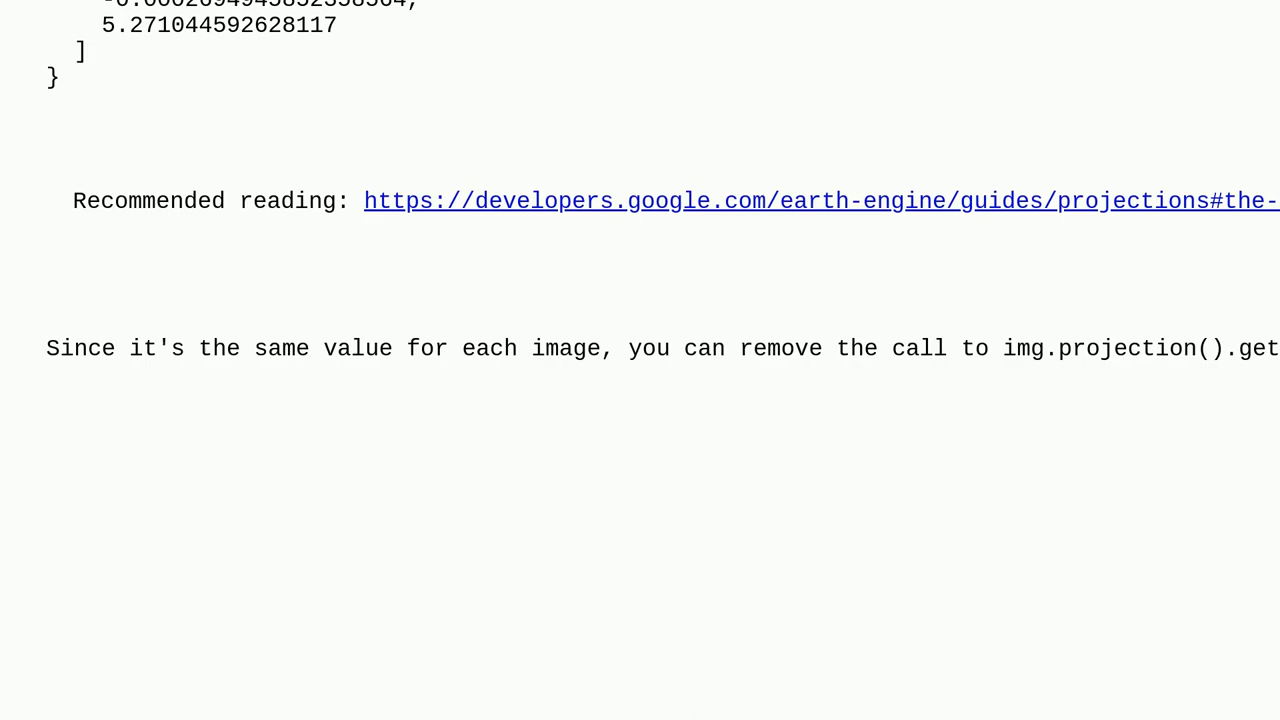 5.271044592628117
]
}
Recommended reading: https://developers.google.com/earth-engine/guides/projections#the-
Since it's the same value for each image, you can remove the call to img.projection().get